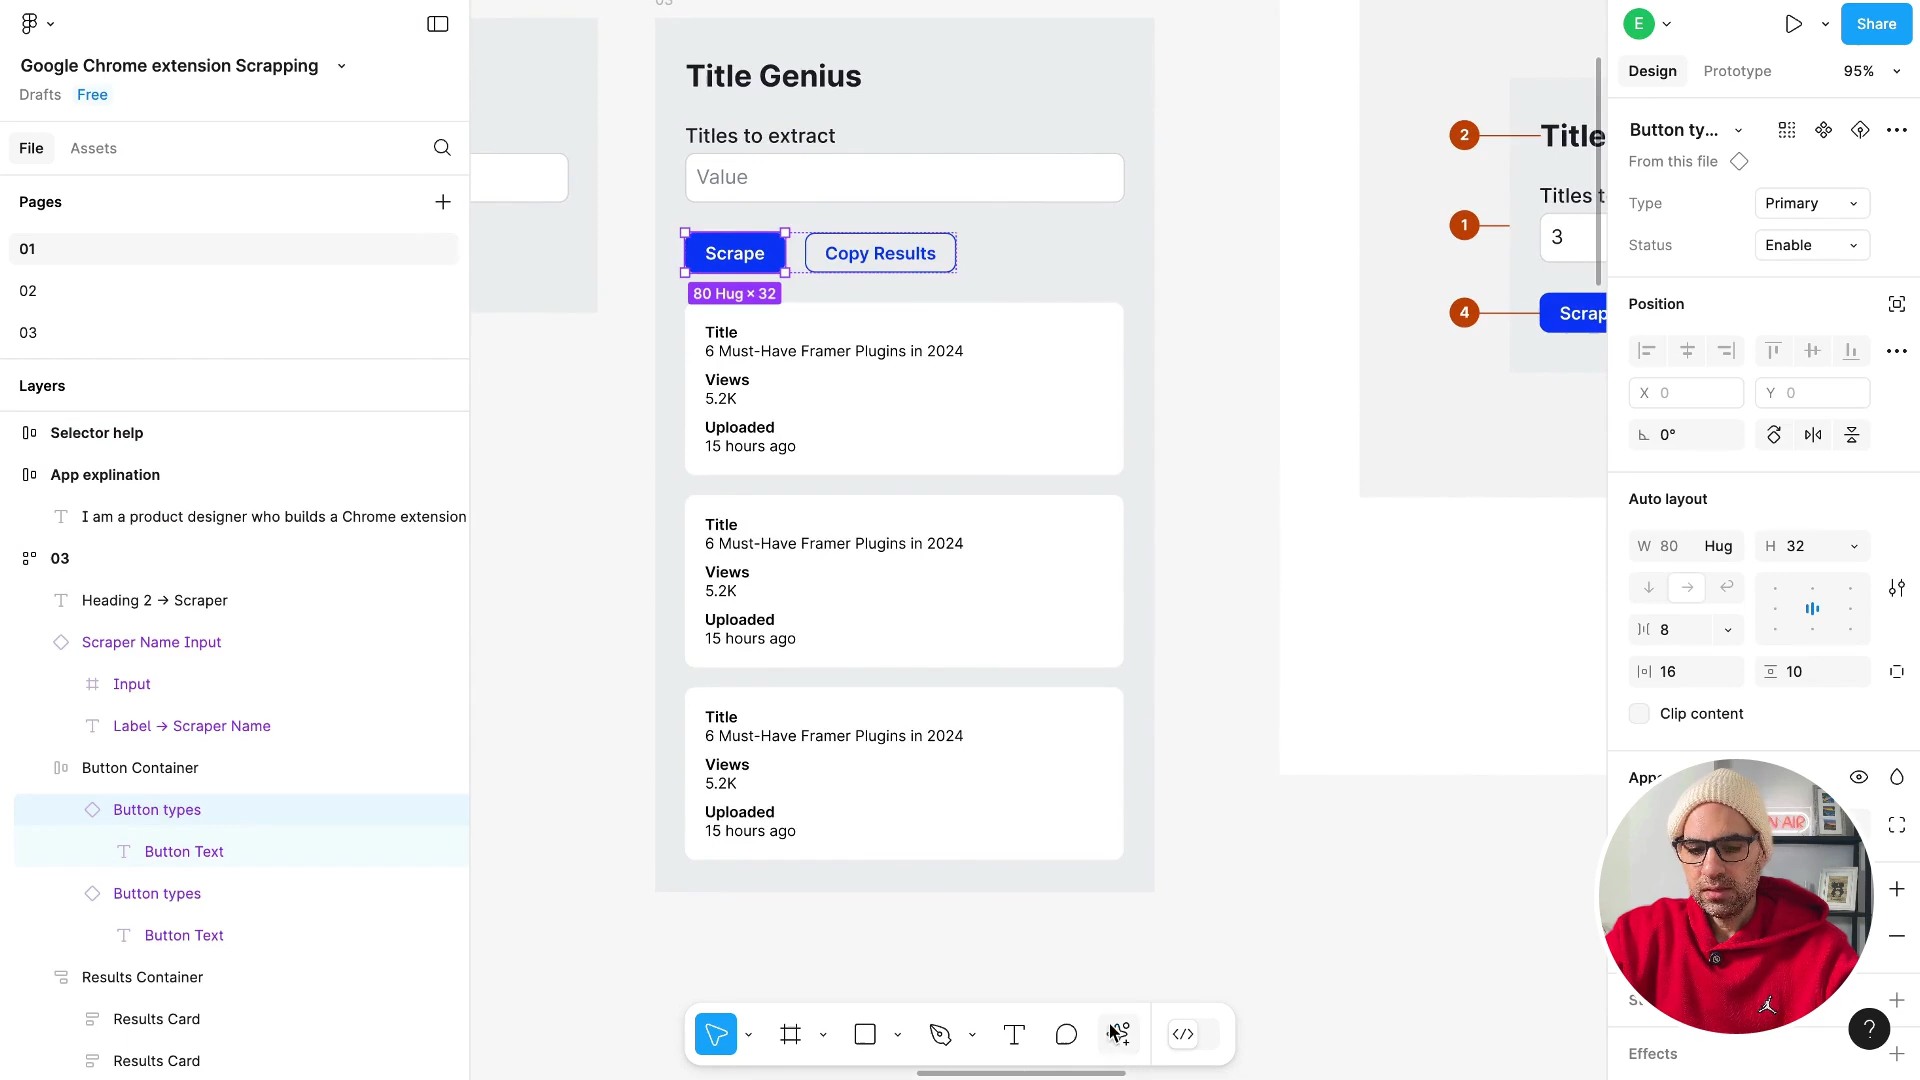 Google Chrome extension Scrapping
Drafts Free
File Assets
Pages
01
02
03
Layers
Selector help
App explination
I am a product designer who builds a Chrome extension
03
Heading 2 → Scraper
Scraper Name Input
Input
Label → Scraper Name
Button Container
Button types
Button Text
Button types
Button Text
Results Container
Results Card
Results Card
03
Title Genius
Titles to extract
Value
Scrape Copy Results
80 Hug × 32
Title
6 Must-Have Framer Plugins in 2024
Views
5.2K
Uploaded
15 hours ago
Title
6 Must-Have Framer Plugins in 2024
Views
5.2K
Uploaded
15 hours ago
Title
6 Must-Have Framer Plugins in 2024
Views
5.2K
Uploaded
15 hours ago
2 Title
Titles t
1 3
4 Scrap
E Share
Design Prototype 95%
Button ty...
From this file
Type Primary
Status Enable
Position
X 0 Y 0
0°
Auto layout
W 80 Hug H 32
8
16 10
Clip content
App
N AIR
S
Effects
?